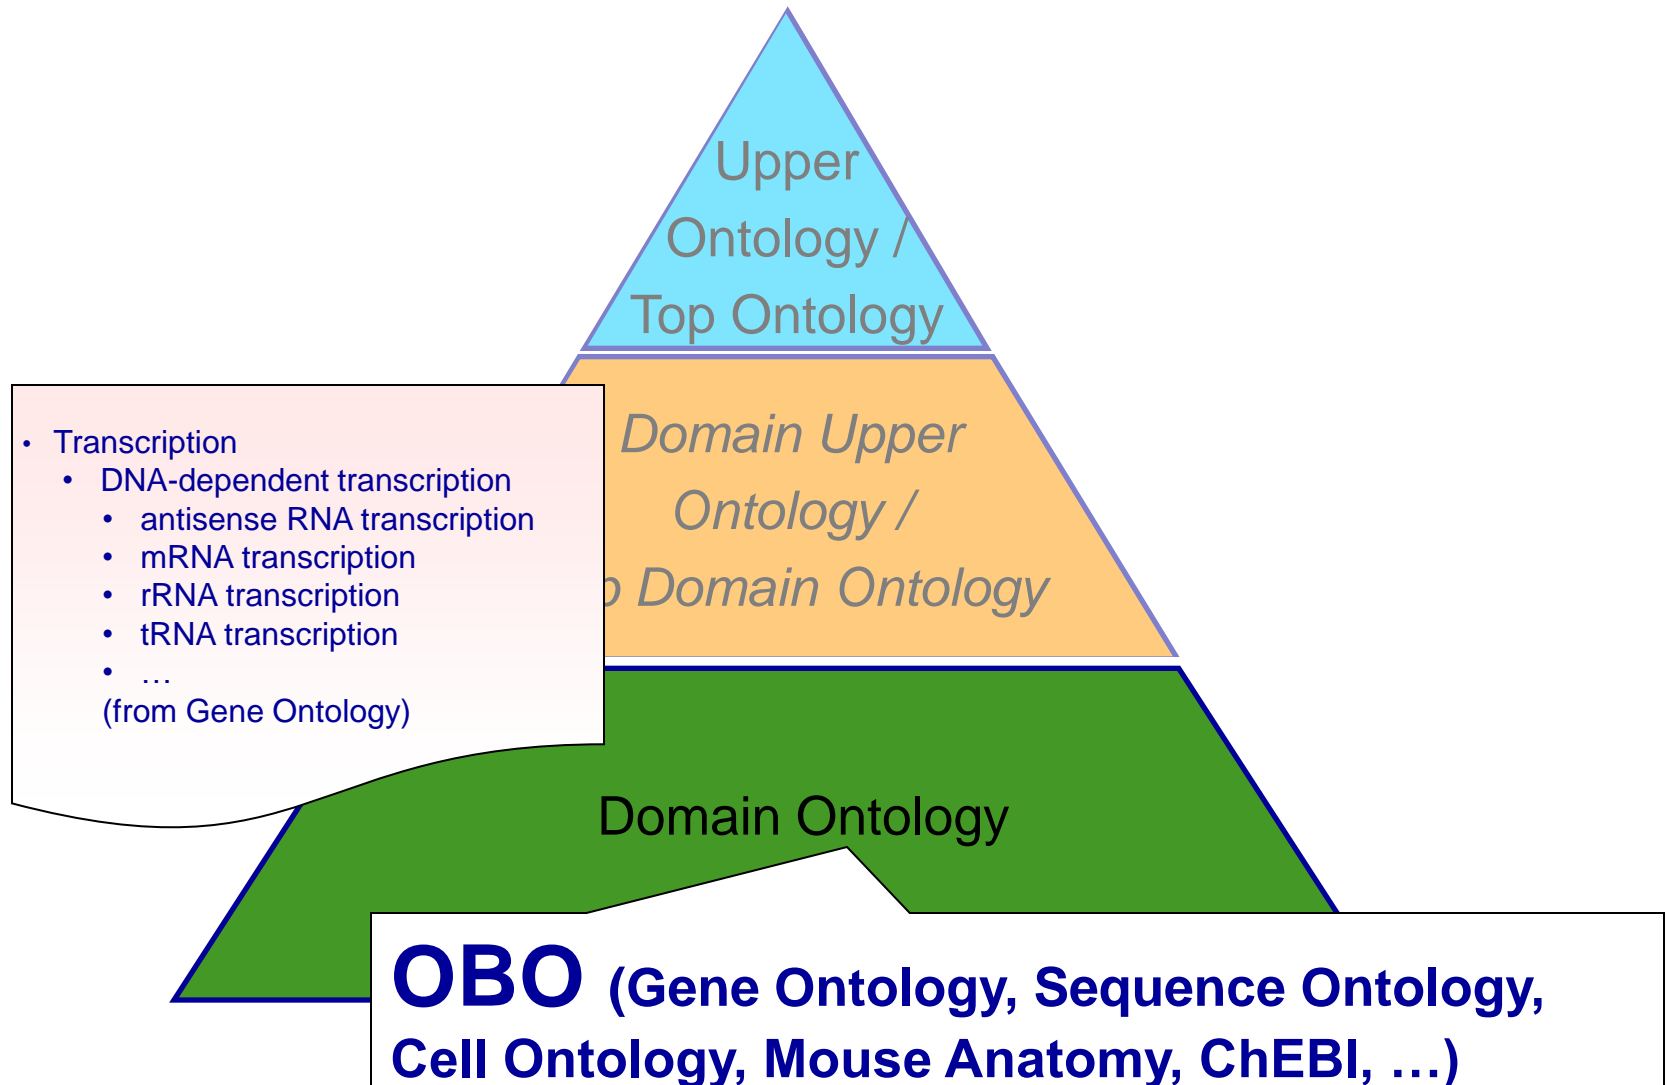 Upper
Ontology /
Top Ontology
Domain Upper
Ontology /
Domain Ontology
• Transcription
• DNA-dependent transcription
• antisense RNA transcription
• mRNA transcription
• rRNA transcription
• tRNA transcription
• …
(from Gene Ontology)
Domain Ontology
OBO (Gene Ontology, Sequence Ontology,
Cell Ontology, Mouse Anatomy, ChEBI, …)